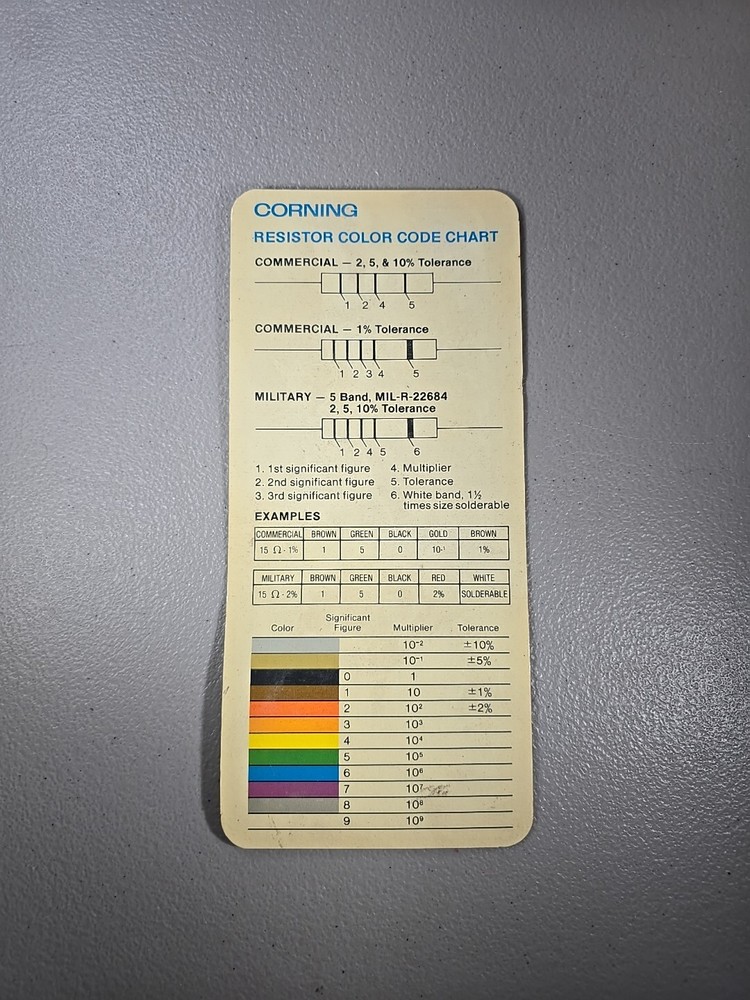 CORNING
RESISTOR COLOR CODE CHART
COMMERCIAL — 2, 5, & 10% Tolerance
1 2 4 5
COMMERCIAL — 1% Tolerance
1 2 3 4 5
MILITARY — 5 Band, MIL-R-22684
2, 5, 10% Tolerance
1 2 4 5 6
1. 1st significant figure 4. Multiplier
2. 2nd significant figure 5. Tolerance
3. 3rd significant figure 6. White band, 1½
times size solderable
EXAMPLES
COMMERCIAL BROWN GREEN BLACK GOLD BROWN
15 Ω - 1% 1 5 0 10⁻¹ 1%
MILITARY BROWN GREEN BLACK RED WHITE
15 Ω - 2% 1 5 0 2% SOLDERABLE
Color Significant Figure Multiplier Tolerance
10⁻² ±10%
10⁻¹ ±5%
0 1
1 10 ±1%
2 10² ±2%
3 10³
4 10⁴
5 10⁵
6 10⁶
7 10⁷
8 10⁸
9 10⁹